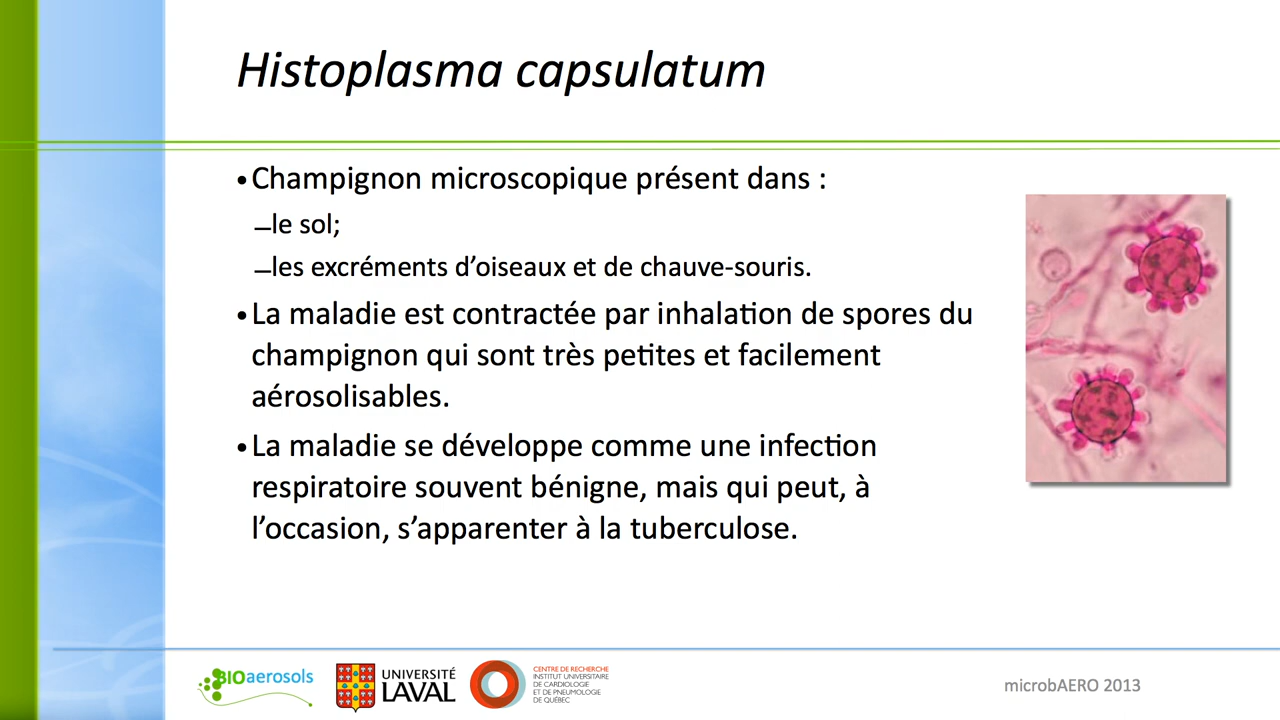 Histoplasma capsulatum
•Champignon microscopique présent dans :
–le sol;
–les excréments d’oiseaux et de chauve-souris.
•La maladie est contractée par inhalation de spores du
champignon qui sont très petites et facilement
aérosolisables.
•La maladie se développe comme une infection
respiratoire souvent bénigne, mais qui peut, à
l’occasion, s’apparenter à la tuberculose.
BIOaerosols
UNIVERSITÉ
LAVAL
CENTRE DE RECHERCHE
INSTITUT UNIVERSITAIRE
DE CARDIOLOGIE
ET DE PNEUMOLOGIE
DE QUÉBEC
microbAERO 2013